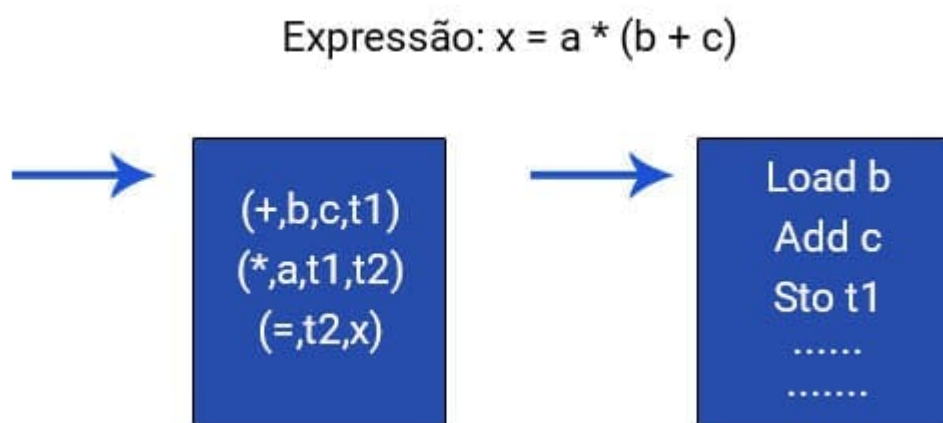 Expressão: x = a * (b + c)
(+,b,c,t1)
(*,a,t1,t2)
(=,t2,x)
Load b
Add c
Sto t1
......
.......